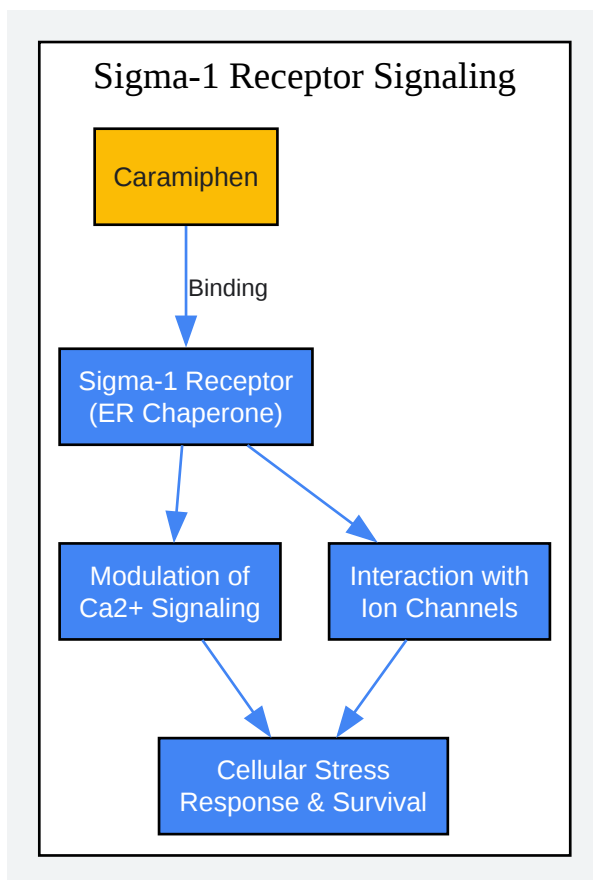 Sigma-1 Receptor Signaling
Caramiphen
Binding
Sigma-1 Receptor
(ER Chaperone)
Modulation of
Ca2+ Signaling
Interaction with
Ion Channels
Cellular Stress
Response & Survival